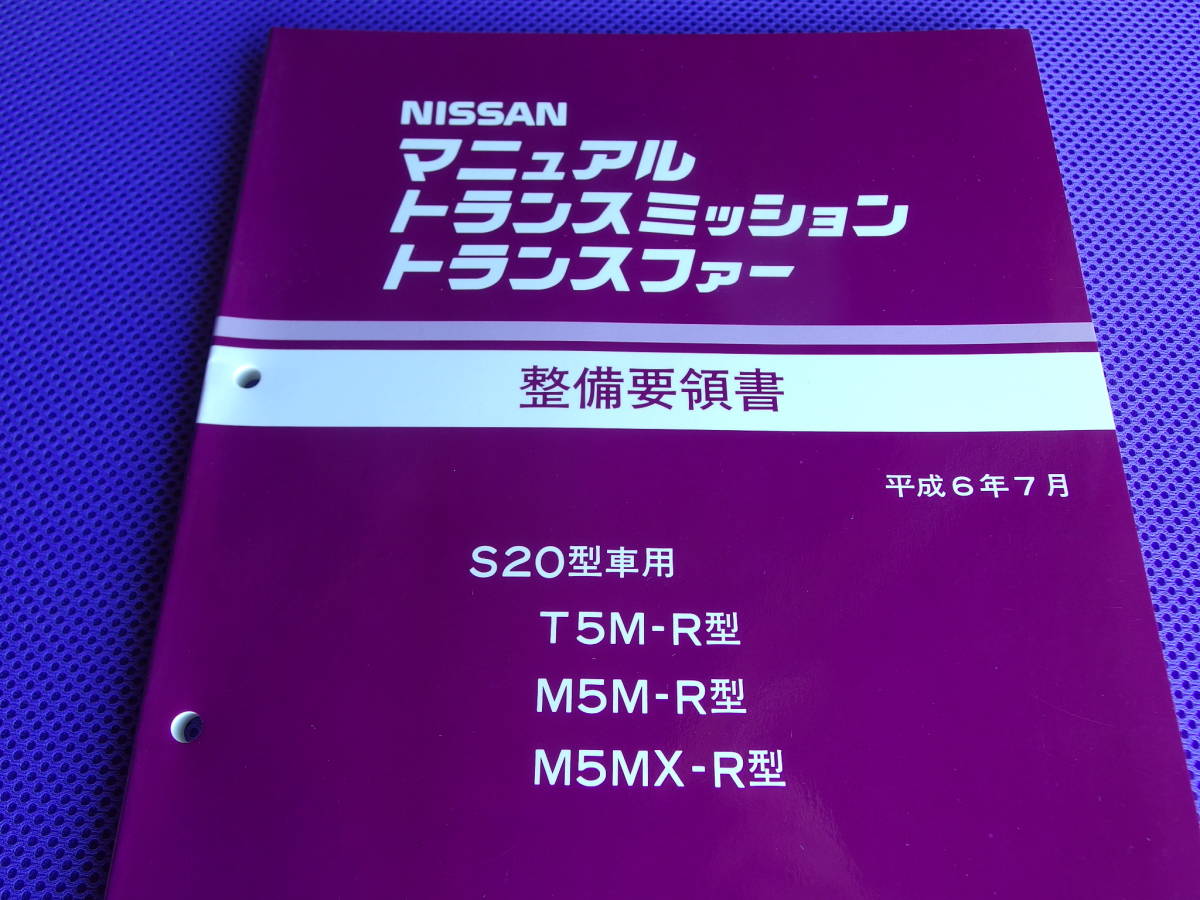 NISSAN
マニュアル
トランスミッション
トランスファー
整備要領書
平成6年7月
S20型車用
T5M-R型
M5M-R型
M5MX-R型